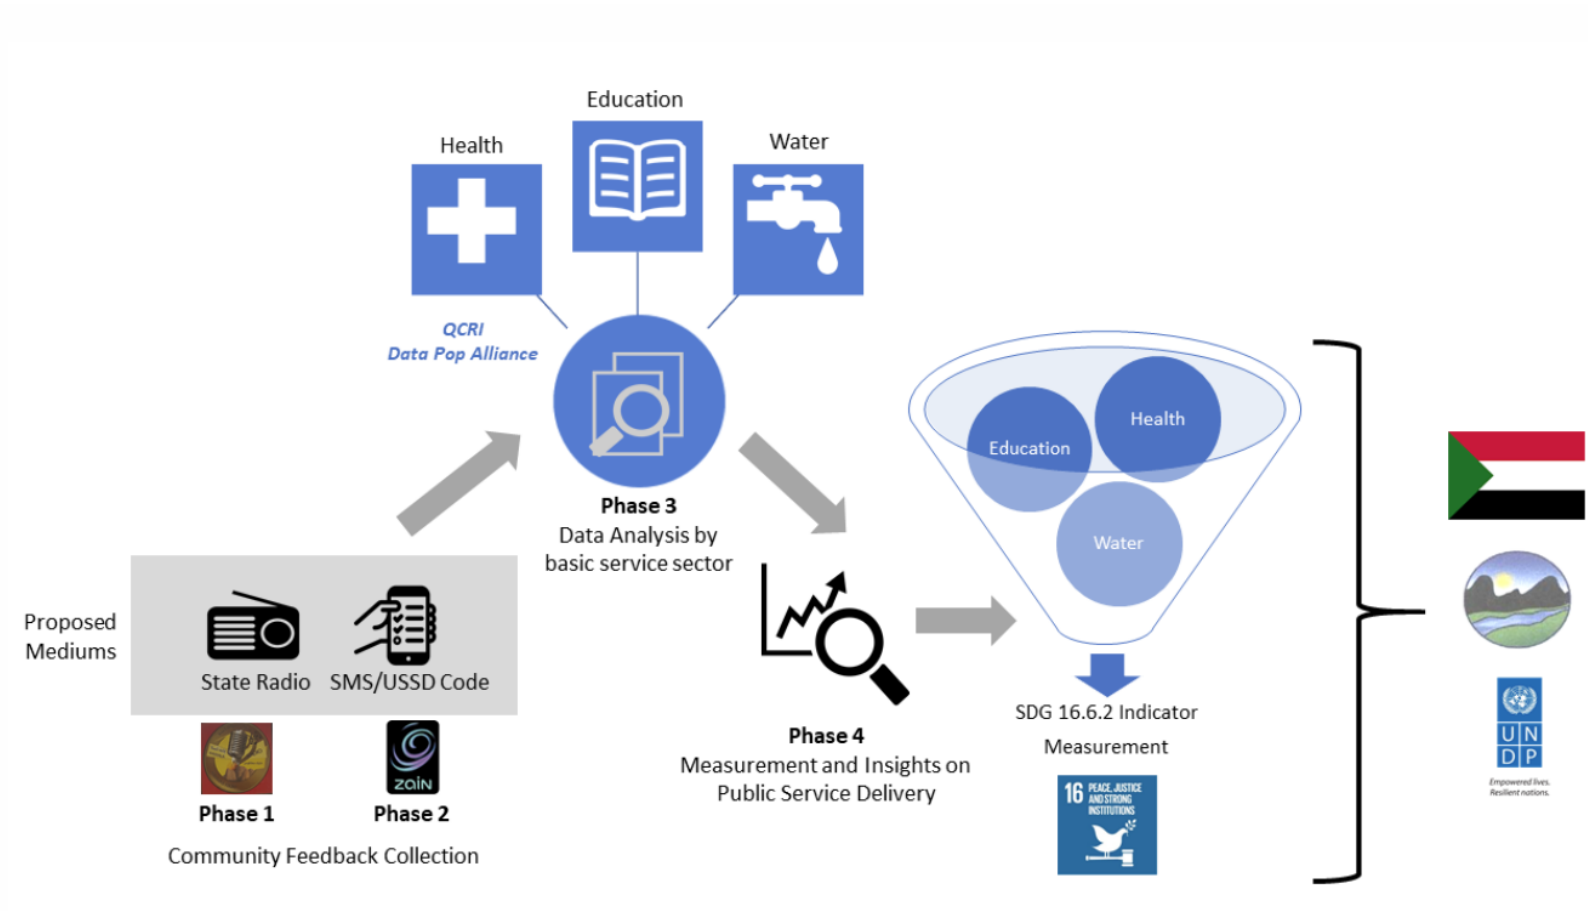 Education
Health
Water
QCRI
Data Pop Alliance
Phase 3
Data Analysis by
basic service sector
Proposed
Mediums
State Radio
SMS/USSD Code
zain
Phase 1
Phase 2
Community Feedback Collection
Phase 4
Measurement and Insights on
Public Service Delivery
Education
Health
Water
SDG 16.6.2 Indicator
Measurement
16 PEACE, JUSTICE
AND STRONG
INSTITUTIONS
U N
D P
Empowered lives.
Resilient nations.